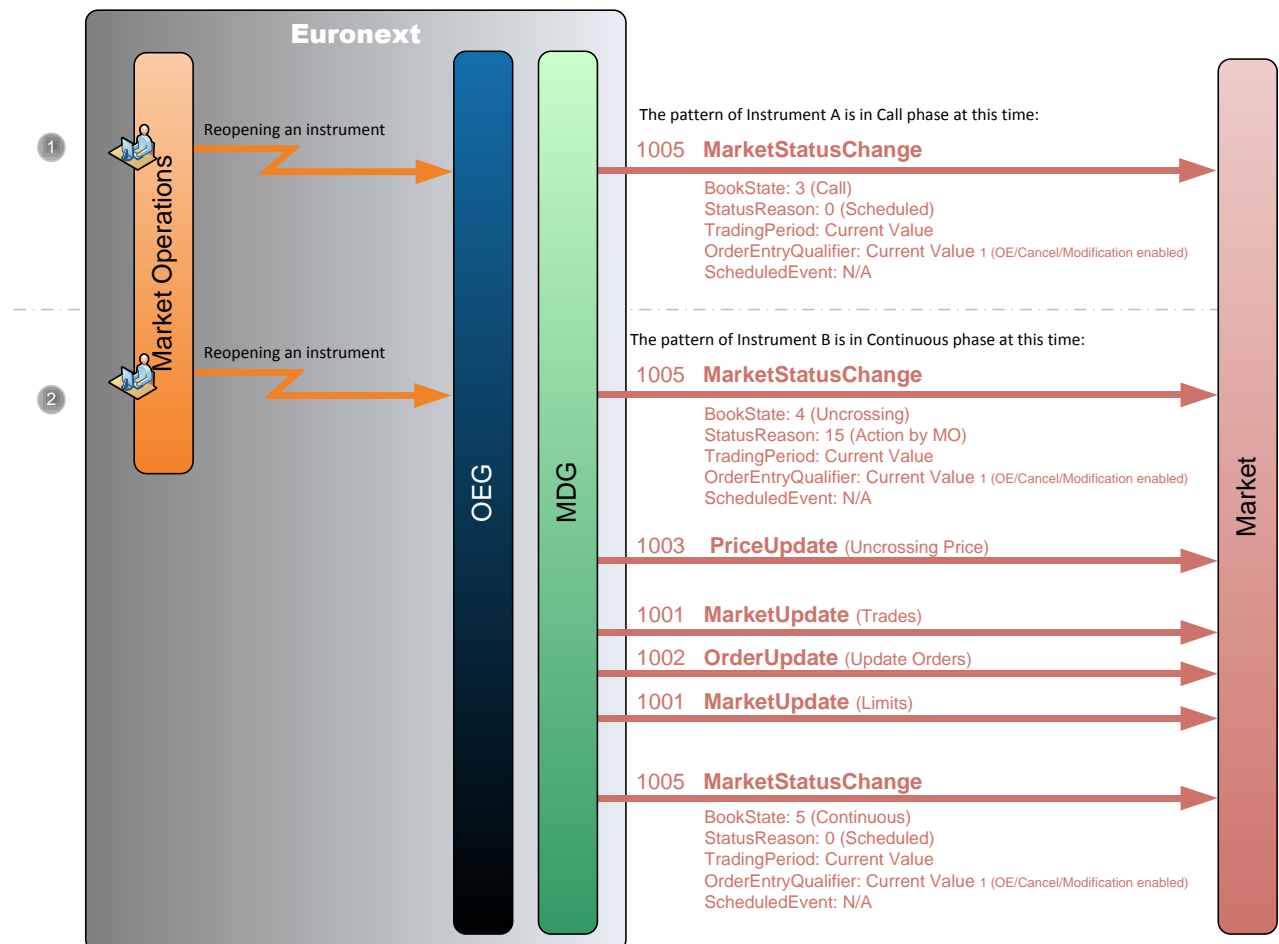 Euronext
Market Operations
OEG
MDG
Market
1
Reopening an instrument
The pattern of Instrument A is in Call phase at this time:
1005 MarketStatusChange
BookState: 3 (Call)
StatusReason: 0 (Scheduled)
TradingPeriod: Current Value
OrderEntryQualifier: Current Value 1 (OE/Cancel/Modification enabled)
ScheduledEvent: N/A
2
Reopening an instrument
The pattern of Instrument B is in Continuous phase at this time:
1005 MarketStatusChange
BookState: 4 (Uncrossing)
StatusReason: 15 (Action by MO)
TradingPeriod: Current Value
OrderEntryQualifier: Current Value 1 (OE/Cancel/Modification enabled)
ScheduledEvent: N/A
1003 PriceUpdate (Uncrossing Price)
1001 MarketUpdate (Trades)
1002 OrderUpdate (Update Orders)
1001 MarketUpdate (Limits)
1005 MarketStatusChange
BookState: 5 (Continuous)
StatusReason: 0 (Scheduled)
TradingPeriod: Current Value
OrderEntryQualifier: Current Value 1 (OE/Cancel/Modification enabled)
ScheduledEvent: N/A